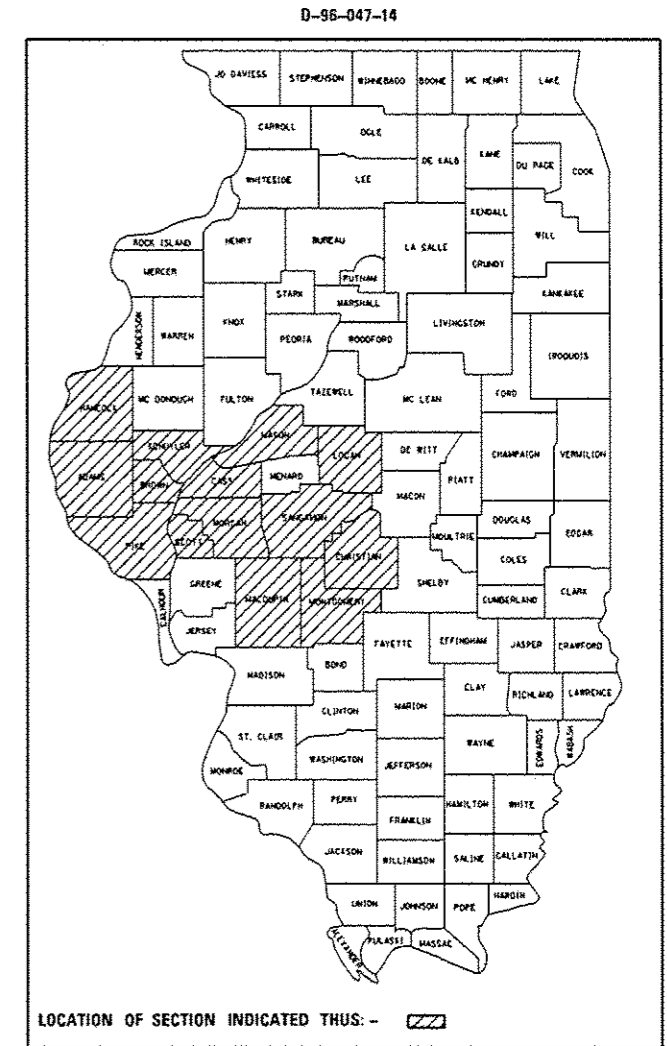 D-96-047-14
JO DAVIESS STEPHENSON WINNEBAGO BOONE MC HENRY LAKE
CARROLL OGLE DE KALB KANE DU PAGE COOK
WHITESIDE LEE KENDALL WILL
ROCK ISLAND HENRY BUREAU LA SALLE GRUNDY
MERCER PUTNAM KANKAKEE
STARK MARSHALL
HENDERSON WARREN KNOX PEORIA WOODFORD LIVINGSTON IROQUOIS
HANCOCK MC DONOUGH FULTON TAZEWELL MC LEAN FORD
SCHUYLER MASON LOGAN DE WITT CHAMPAIGN VERMILION
ADAMS BROWN CASS MENARD PIATT
MACON
PIKE SCOTT MORGAN SANGAMON MOULTRIE DOUGLAS EDGAR
CHRISTIAN COLES
CALHOUN GREENE MACOUPIN MONTGOMERY SHELBY CUMBERLAND CLARK
JERSEY FAYETTE EFFINGHAM JASPER CRAWFORD
MADISON BOND
CLAY RICHLAND LAWRENCE
CLINTON MARION
ST. CLAIR WAYNE EDWARDS WABASH
MONROE WASHINGTON JEFFERSON
RANDOLPH PERRY HAMILTON WHITE
FRANKLIN
JACKSON WILLIAMSON SALINE GALLATIN
UNION JOHNSON POPE HARDIN
ALEXANDER PULASKI MASSAC
LOCATION OF SECTION INDICATED THUS: -